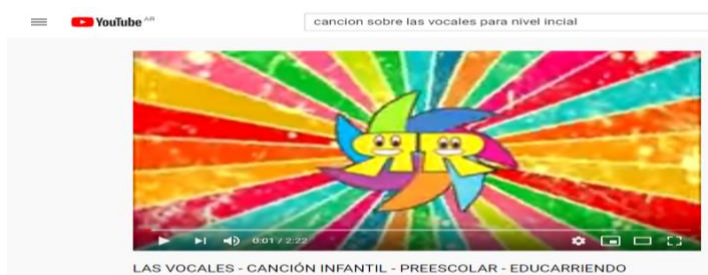 YouTube AR
cancion sobre las vocales para nivel incial
RR
0:01 / 2:22
LAS VOCALES - CANCIÓN INFANTIL - PREESCOLAR - EDUCARRIENDO